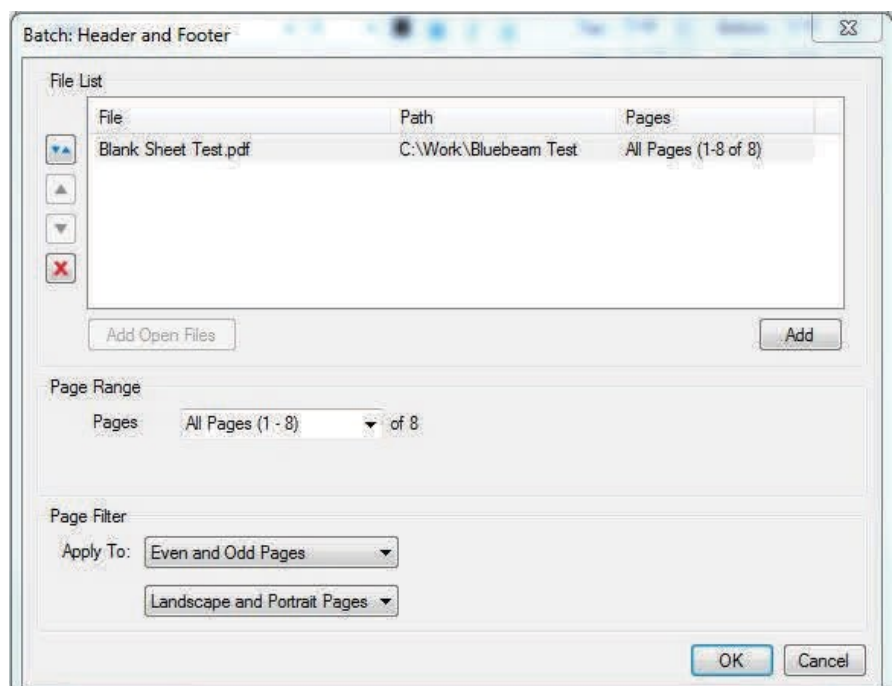 Batch: Header and Footer
File List
File Path Pages
Blank Sheet Test.pdf C:\Work\Bluebeam Test All Pages (1-8 of 8)
Add Open Files Add
Page Range
Pages All Pages (1 - 8) of 8
Page Filter
Apply To: Even and Odd Pages
Landscape and Portrait Pages
OK Cancel